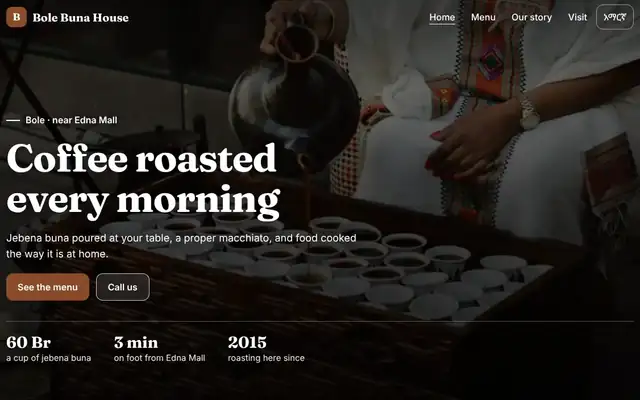 B Bole Buna House
Home Menu Our story Visit አማርኛ
Bole · near Edna Mall
Coffee roasted
every morning
Jebena buna poured at your table, a proper macchiato, and food cooked
the way it is at home.
See the menu Call us
60 Br 3 min 2015
a cup of jebena buna on foot from Edna Mall roasting here since